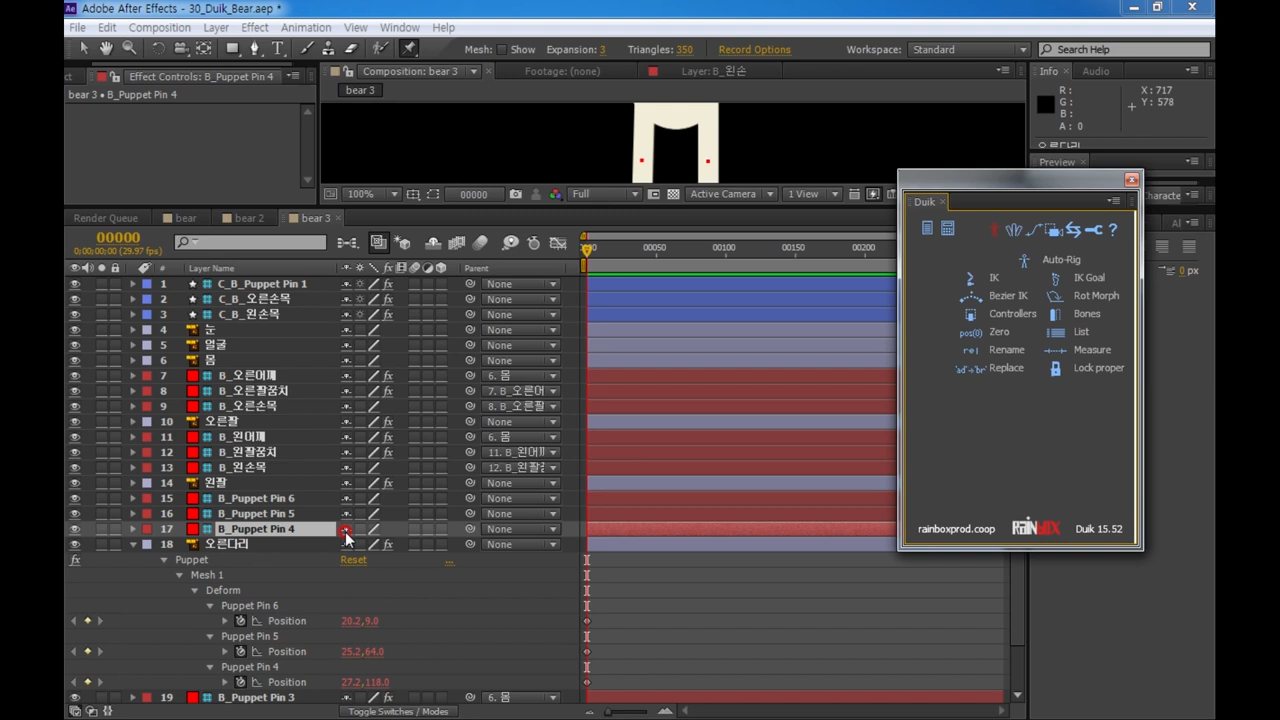 Adobe After Effects - 30_Duik_Bear.aep *
File Edit Composition Layer Effect Animation View Window Help
Mesh: Show Expansion: 3 Triangles: 350 Record Options Workspace: Standard Search Help
Effect Controls: B_Puppet Pin 4 Composition: bear 3 Footage: (none) Layer: B_왼손 Info Audio
bear 3 • B_Puppet Pin 4 bear 3
R: X: 717
G: Y: 578
B:
A: 0
오른다리
Preview
100% 00000 Full Active Camera 1 View
Render Queue bear bear 2 bear 3
Duik
00000
0;00;00;00 (29.97 fps)
00050 00100 00150 00200
# Layer Name Parent
Auto-Rig
IK IK Goal
Bezier IK Rot Morph
Controllers Bones
Zero List
Rename Measure
Replace Lock proper
0 px
1 C_B_Puppet Pin 1 None
2 C_B_오른손목 None
3 C_B_왼손목 None
4 눈 None
5 얼굴 None
6 몸 None
7 B_오른어깨 6. 몸
8 B_오른팔꿈치 7. B_오른어
9 B_오른손목 8. B_오른팔
10 오른팔 None
11 B_왼어깨 6. 몸
12 B_왼팔꿈치 11. B_왼어
13 B_왼손목 12. B_왼팔
14 왼팔 None
15 B_Puppet Pin 6 None
16 B_Puppet Pin 5 None
17 B_Puppet Pin 4 None
18 오른다리 None
rainboxprod.coop RAINBOX Duik 15.52
Puppet Reset ...
Mesh 1
Deform
Puppet Pin 6
Position 20.2,9.0
Puppet Pin 5
Position 25.2,64.0
Puppet Pin 4
Position 27.2,118.0
19 B_Puppet Pin 3 6. 몸
Toggle Switches / Modes